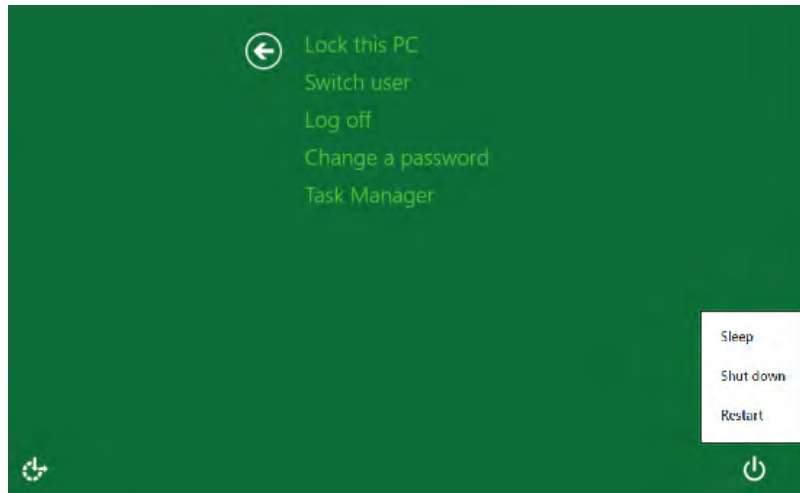 Lock this PC
Switch user
Log off
Change a password
Task Manager
Sleep
Shut down
Restart